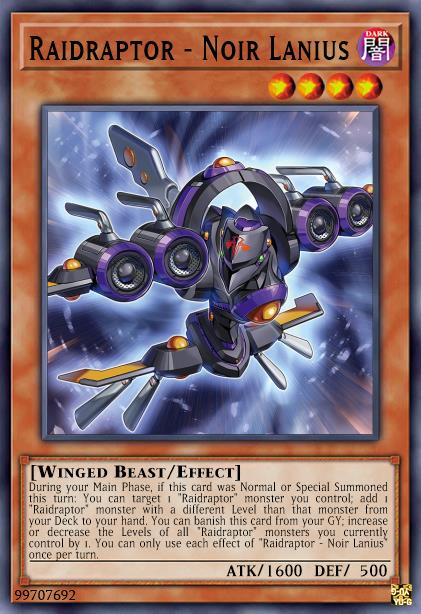 Raidraptor - Noir Lanius
DARK
闇
[Winged Beast/Effect]
During your Main Phase, if this card was Normal or Special Summoned
this turn: You can target 1 "Raidraptor" monster you control; add 1
"Raidraptor" monster with a different Level than that monster from
your Deck to your hand. You can banish this card from your GY; increase
or decrease the Levels of all "Raidraptor" monsters you currently
control by 1. You can only use each effect of "Raidraptor - Noir Lanius"
once per turn.
ATK/1600 DEF/ 500
99707692